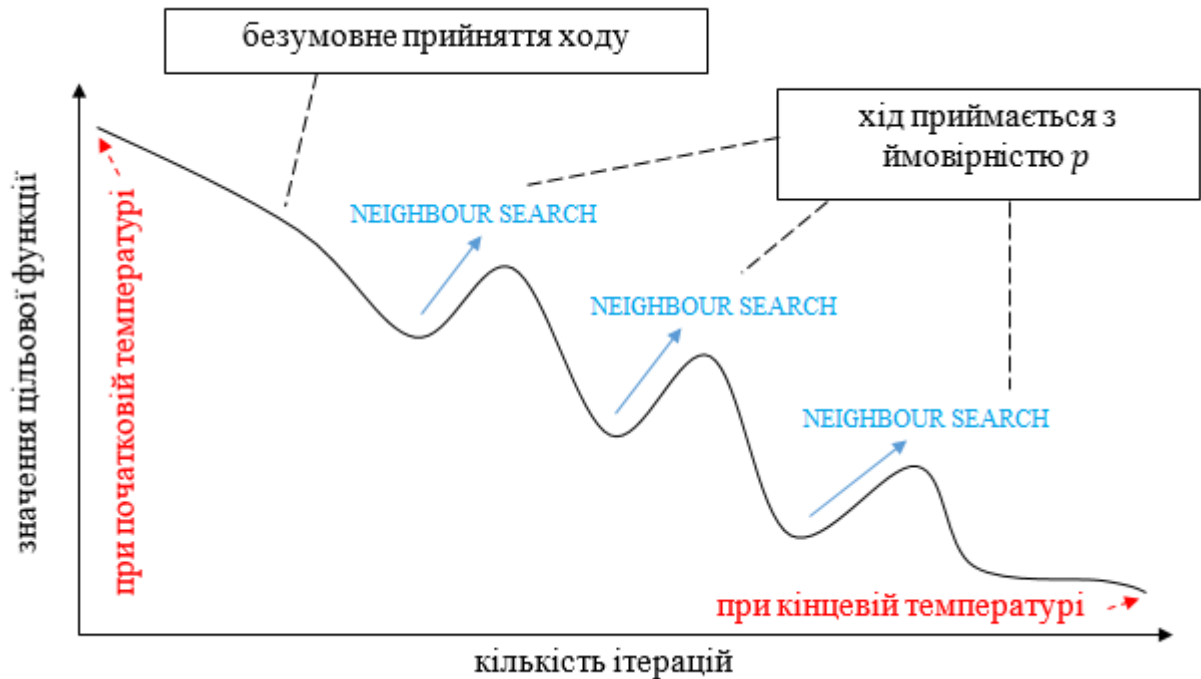 безумовне прийняття ходу
хід приймається з
ймовірністю p
значення цільової функції
при початковій температурі
NEIGHBOUR SEARCH
NEIGHBOUR SEARCH
NEIGHBOUR SEARCH
при кінцевій температурі
кількість ітерацій